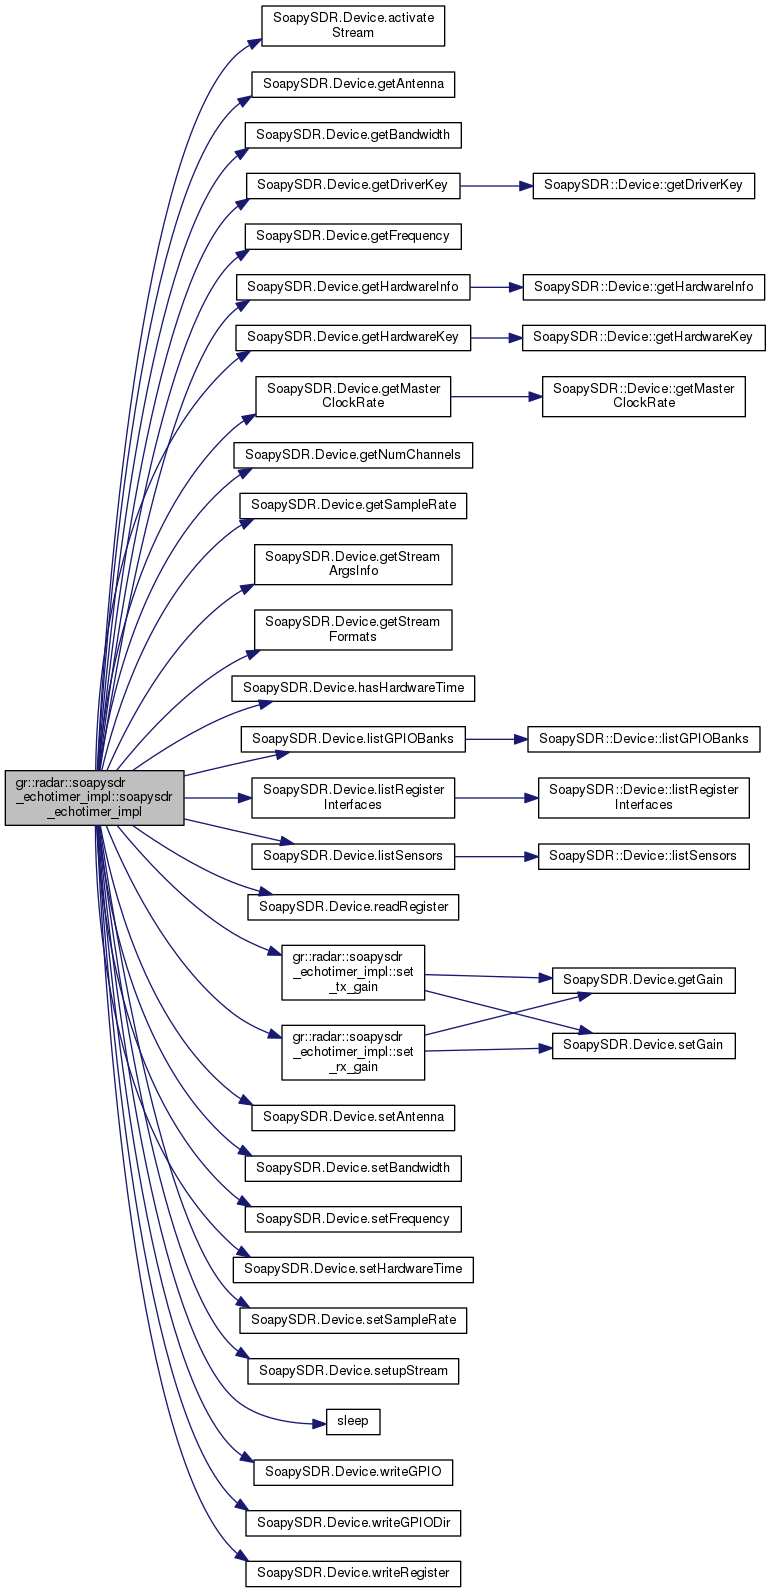 SoapySDR.Device.activate
Stream
SoapySDR.Device.getAntenna
SoapySDR.Device.getBandwidth
SoapySDR.Device.getDriverKey
SoapySDR::Device::getDriverKey
SoapySDR.Device.getFrequency
SoapySDR.Device.getHardwareInfo
SoapySDR::Device::getHardwareInfo
SoapySDR.Device.getHardwareKey
SoapySDR::Device::getHardwareKey
SoapySDR.Device.getMaster
ClockRate
SoapySDR::Device::getMaster
ClockRate
SoapySDR.Device.getNumChannels
SoapySDR.Device.getSampleRate
SoapySDR.Device.getStream
ArgsInfo
SoapySDR.Device.getStream
Formats
SoapySDR.Device.hasHardwareTime
SoapySDR.Device.listGPIOBanks
SoapySDR::Device::listGPIOBanks
gr::radar::soapysdr
_echotimer_impl::soapysdr
_echotimer_impl
SoapySDR.Device.listRegister
Interfaces
SoapySDR::Device::listRegister
Interfaces
SoapySDR.Device.listSensors
SoapySDR::Device::listSensors
SoapySDR.Device.readRegister
gr::radar::soapysdr
_echotimer_impl::set
_tx_gain
SoapySDR.Device.getGain
gr::radar::soapysdr
_echotimer_impl::set
_rx_gain
SoapySDR.Device.setGain
SoapySDR.Device.setAntenna
SoapySDR.Device.setBandwidth
SoapySDR.Device.setFrequency
SoapySDR.Device.setHardwareTime
SoapySDR.Device.setSampleRate
SoapySDR.Device.setupStream
sleep
SoapySDR.Device.writeGPIO
SoapySDR.Device.writeGPIODir
SoapySDR.Device.writeRegister